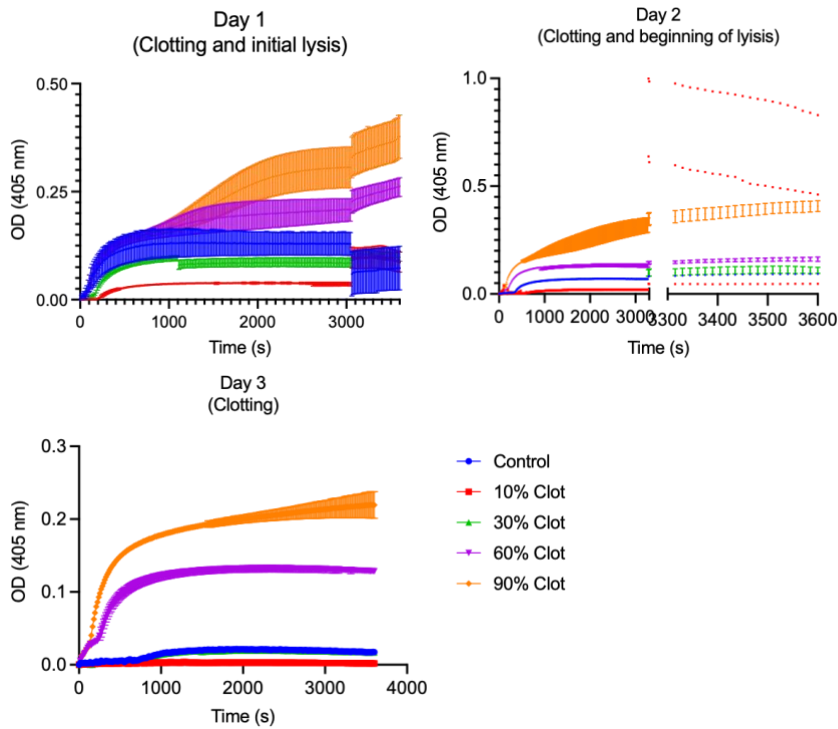 Day 1
(Clotting and initial lysis)
0.50
0.25
0.00
OD (405 nm)
0
1000
2000
3000
Time (s)
Day 2
(Clotting and beginning of lyisis)
1.0
0.5
0.0
OD (405 nm)
0
1000
2000
3000
3300
3400
3500
3600
Time (s)
Day 3
(Clotting)
0.3
0.2
0.1
0.0
OD (405 nm)
0
1000
2000
3000
4000
Time (s)
Control
10% Clot
30% Clot
60% Clot
90% Clot